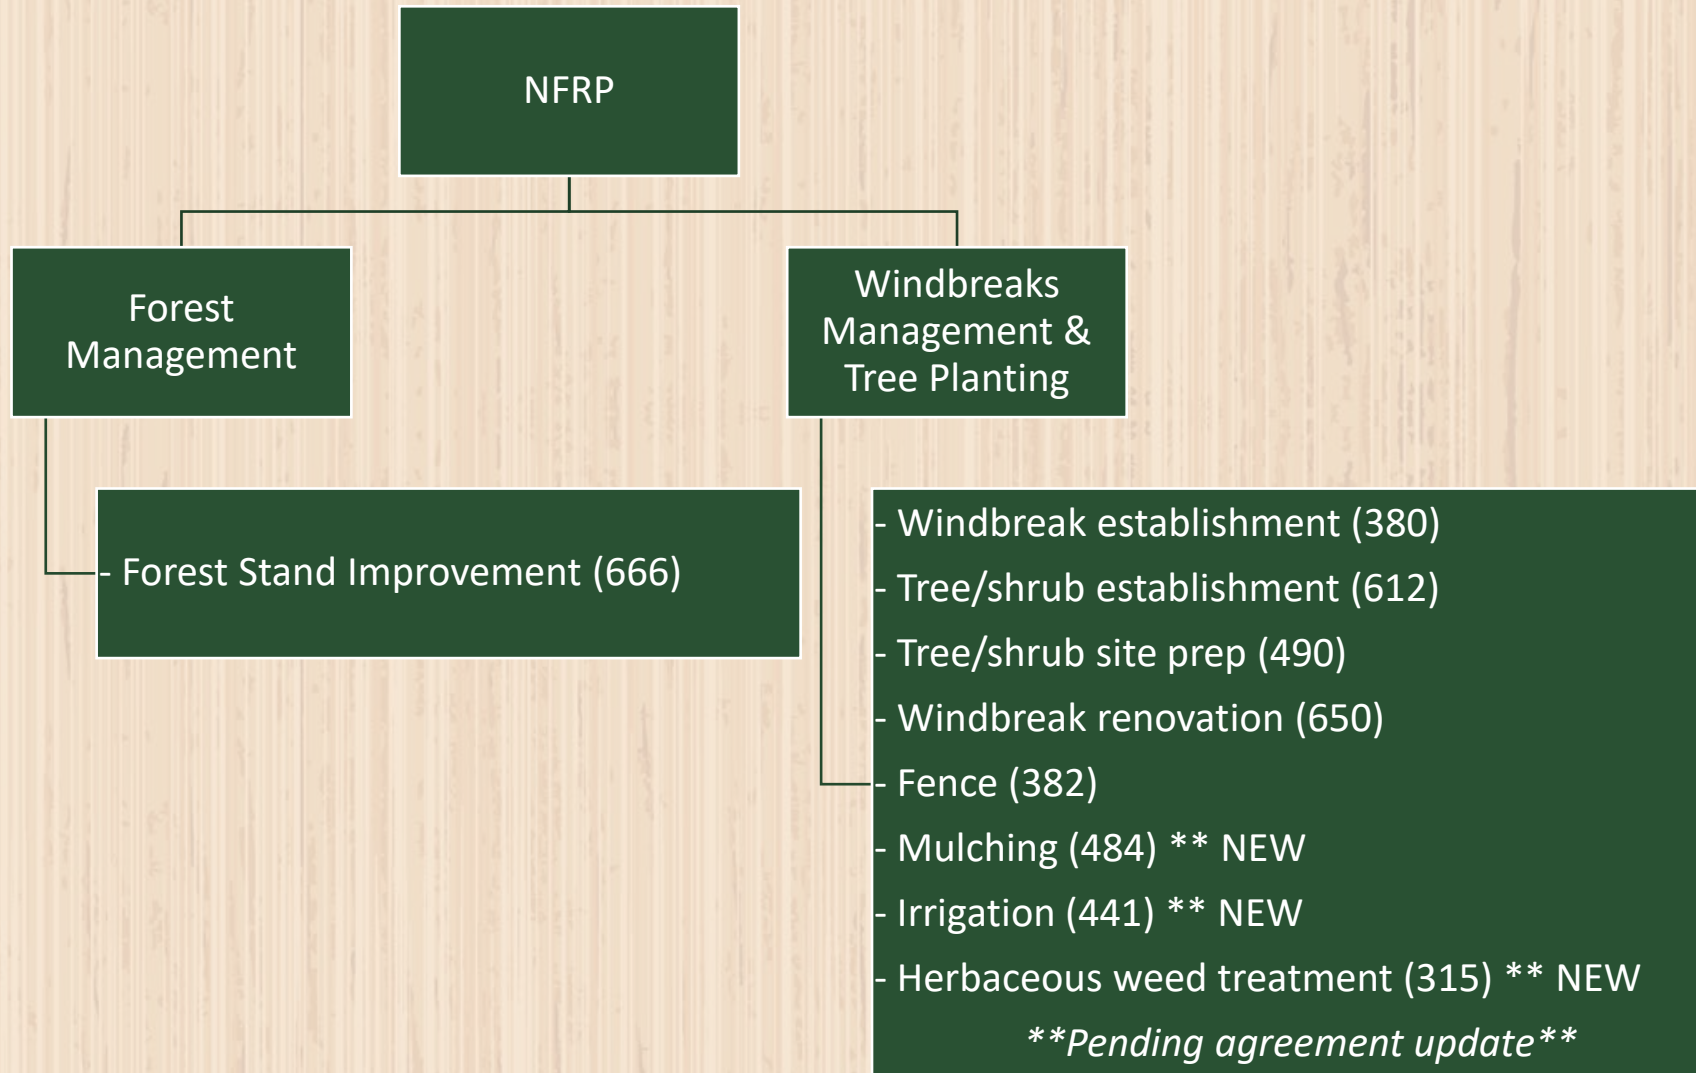 NFRP
Forest
Management
Windbreaks
Management &
Tree Planting
- Forest Stand Improvement (666)
- Windbreak establishment (380)
- Tree/shrub establishment (612)
- Tree/shrub site prep (490)
- Windbreak renovation (650)
- Fence (382)
- Mulching (484) ** NEW
- Irrigation (441) ** NEW
- Herbaceous weed treatment (315) ** NEW
**Pending agreement update**